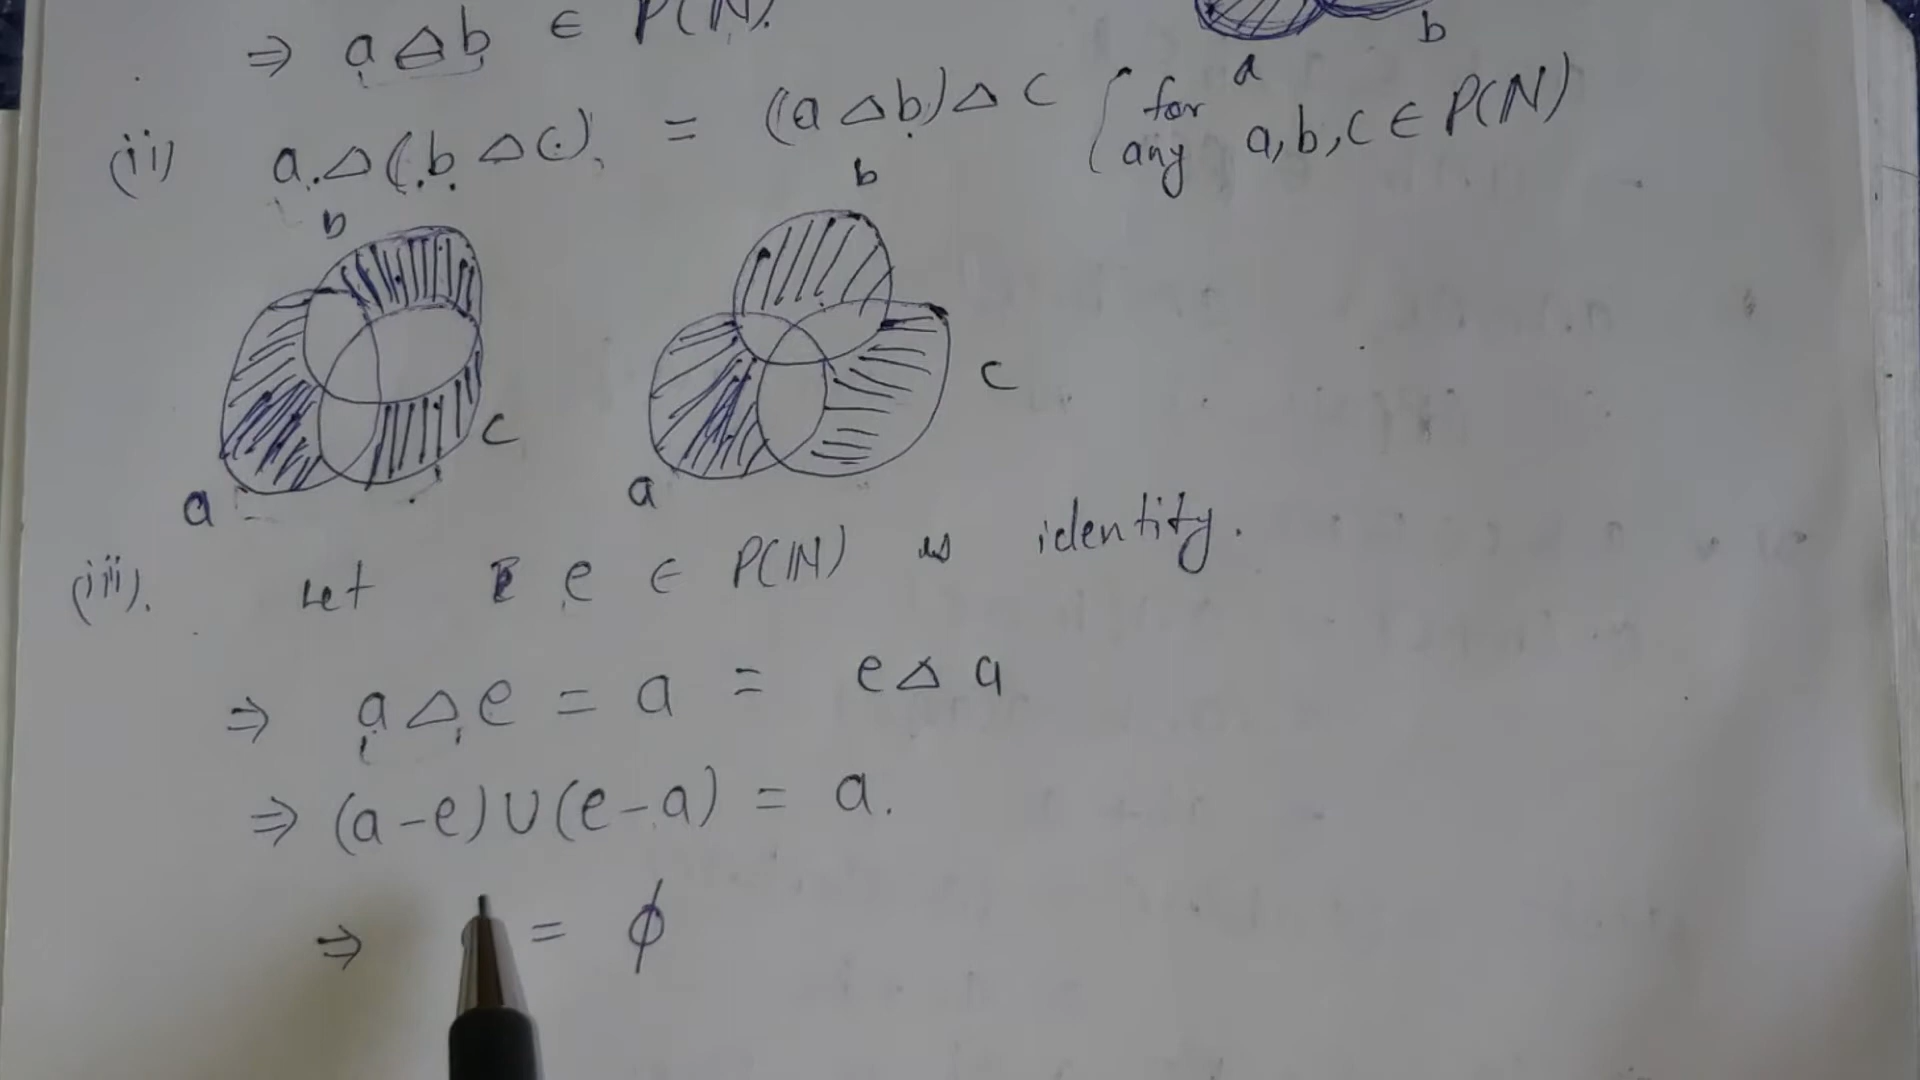 ⇒ a Δ b ∈ P(N).
b
a
(ii) a Δ (b Δ c) = (a Δ b) Δ c { for any a, b, c ∈ P(N)
b
b
c
c
a
a
(iii). Let e ∈ P(N) is identity.
⇒ a Δ e = a = e Δ a
⇒ (a - e) ∪ (e - a) = a.
⇒ = ϕ